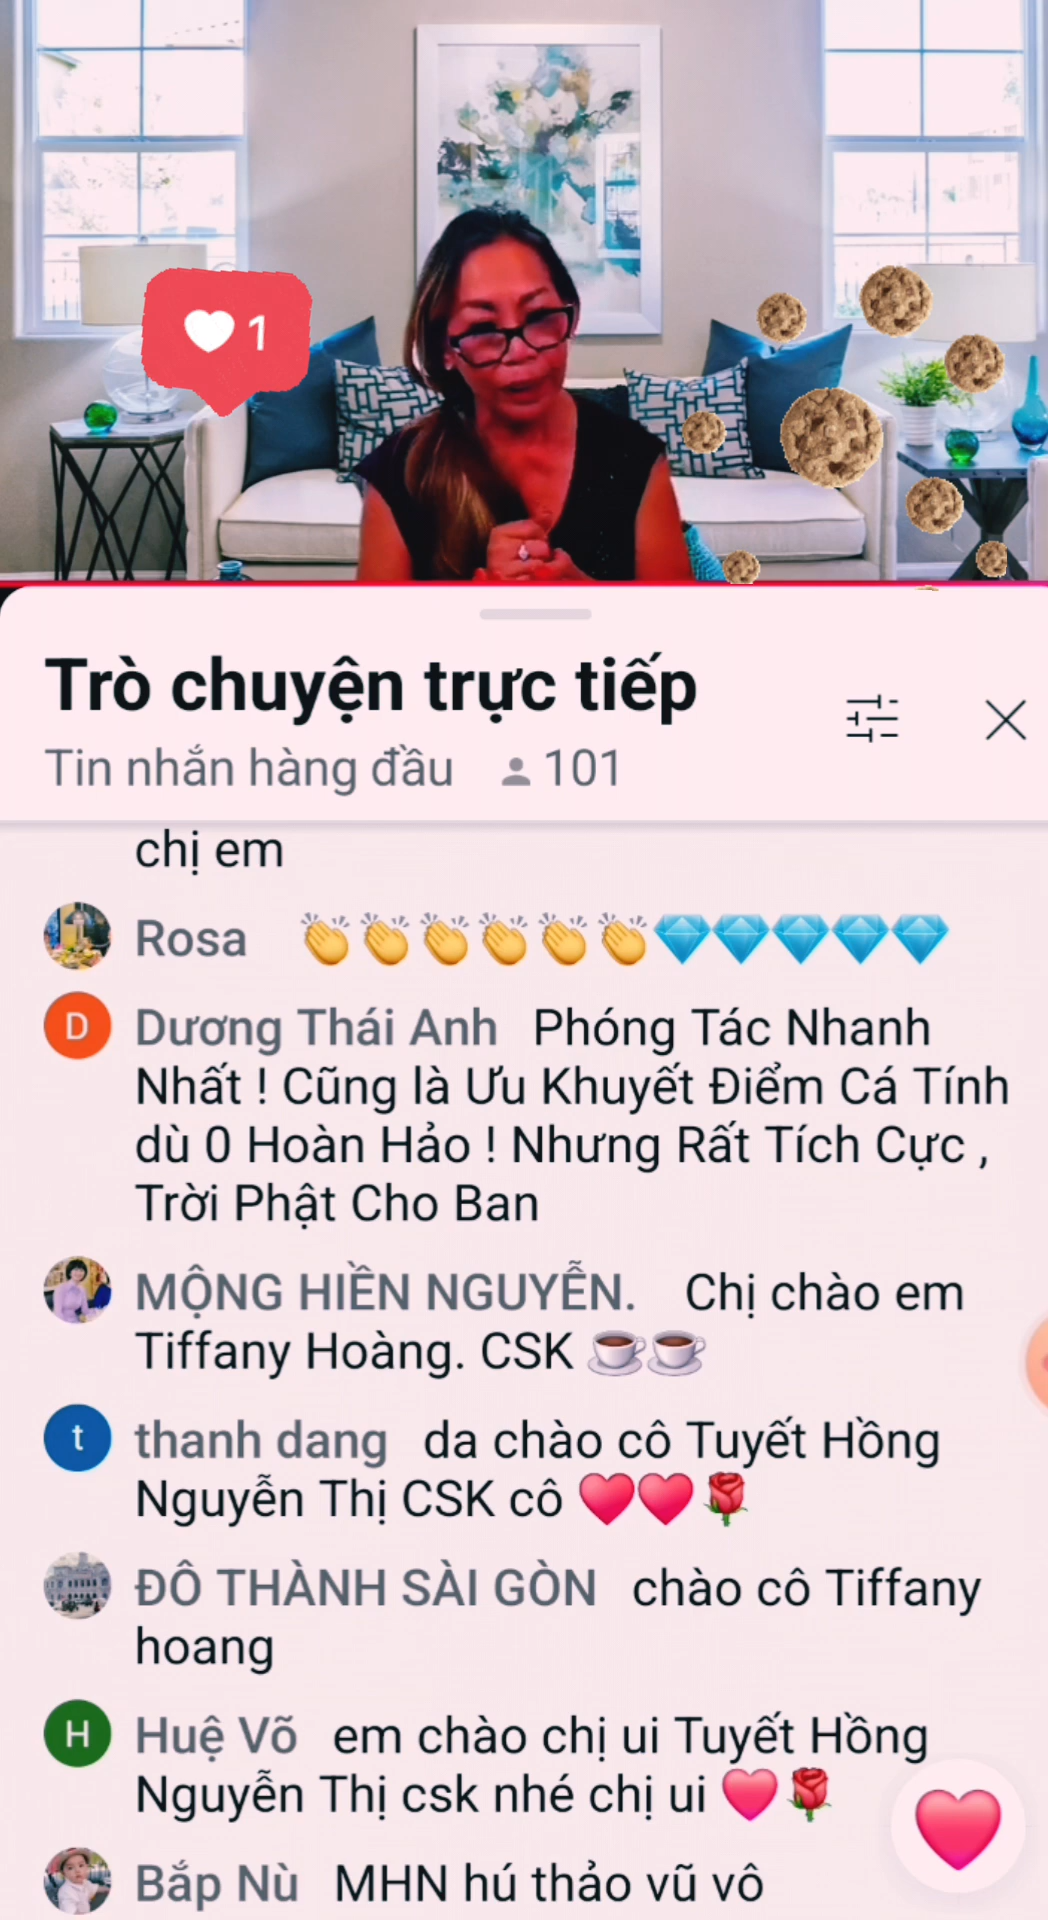 1
Trò chuyện trực tiếp
Tin nhắn hàng đầu 101
chị em
Rosa 👏👏👏👏👏👏💎💎💎💎💎
D Dương Thái Anh Phóng Tác Nhanh
Nhất ! Cũng là Ưu Khuyết Điểm Cá Tính
dù 0 Hoàn Hảo ! Nhưng Rất Tích Cực ,
Trời Phật Cho Ban
MỘNG HIỀN NGUYỄN. Chị chào em
Tiffany Hoàng. CSK ☕☕
t thanh dang da chào cô Tuyết Hồng
Nguyễn Thị CSK cô ❤️❤️🌹
ĐÔ THÀNH SÀI GÒN chào cô Tiffany
hoang
H Huệ Võ em chào chị ui Tuyết Hồng
Nguyễn Thị csk nhé chị ui ❤️🌹
Bắp Nù MHN hú thảo vũ vô